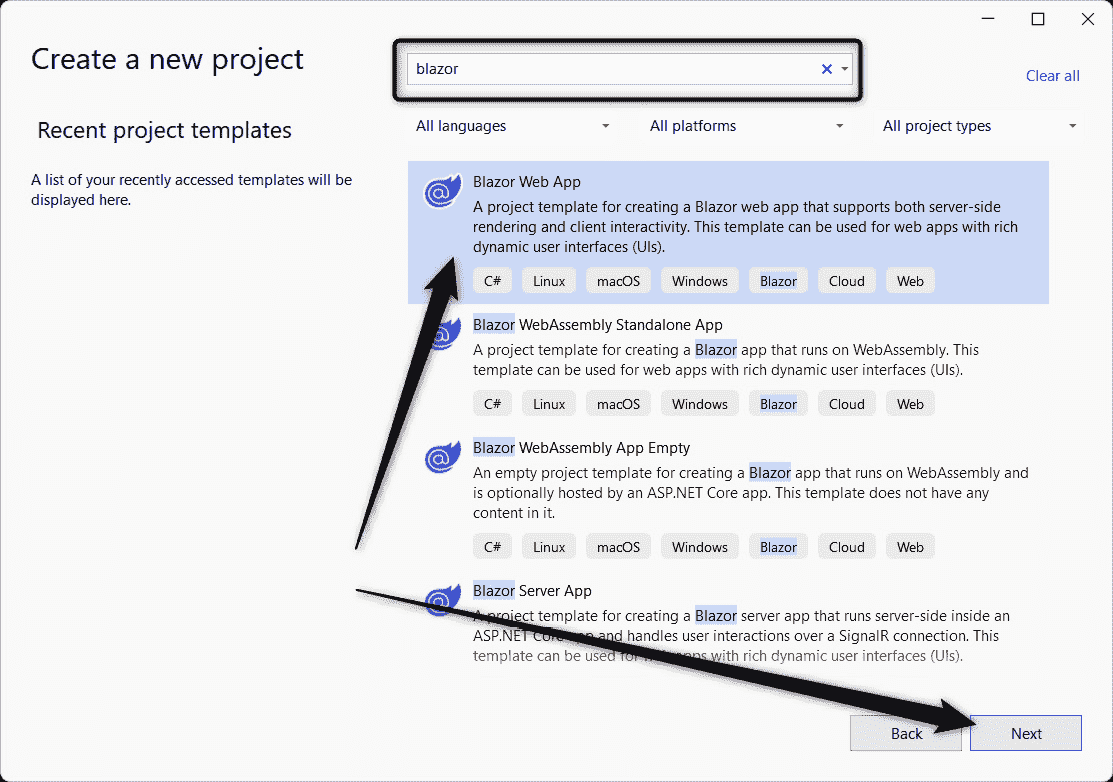 Create a new project
blazor
Clear all
Recent project templates
All languages
All platforms
All project types
A list of your recently accessed templates will be
displayed here.
Blazor Web App
A project template for creating a Blazor web app that supports both server-side
rendering and client interactivity. This template can be used for web apps with rich
dynamic user interfaces (UIs).
C# Linux macOS Windows Blazor Cloud Web
Blazor WebAssembly Standalone App
A project template for creating a Blazor app that runs on WebAssembly. This
template can be used for web apps with rich dynamic user interfaces (UIs).
C# Linux macOS Windows Blazor Cloud Web
Blazor WebAssembly App Empty
An empty project template for creating a Blazor app that runs on WebAssembly and
is optionally hosted by an ASP.NET Core app. This template does not have any
content in it.
C# Linux macOS Windows Blazor Cloud Web
Blazor Server App
A project template for creating a Blazor server app that runs server-side inside an
ASP.NET Core app and handles user interactions over a SignalR connection. This
template can be used for web apps with rich dynamic user interfaces (UIs).
Back
Next